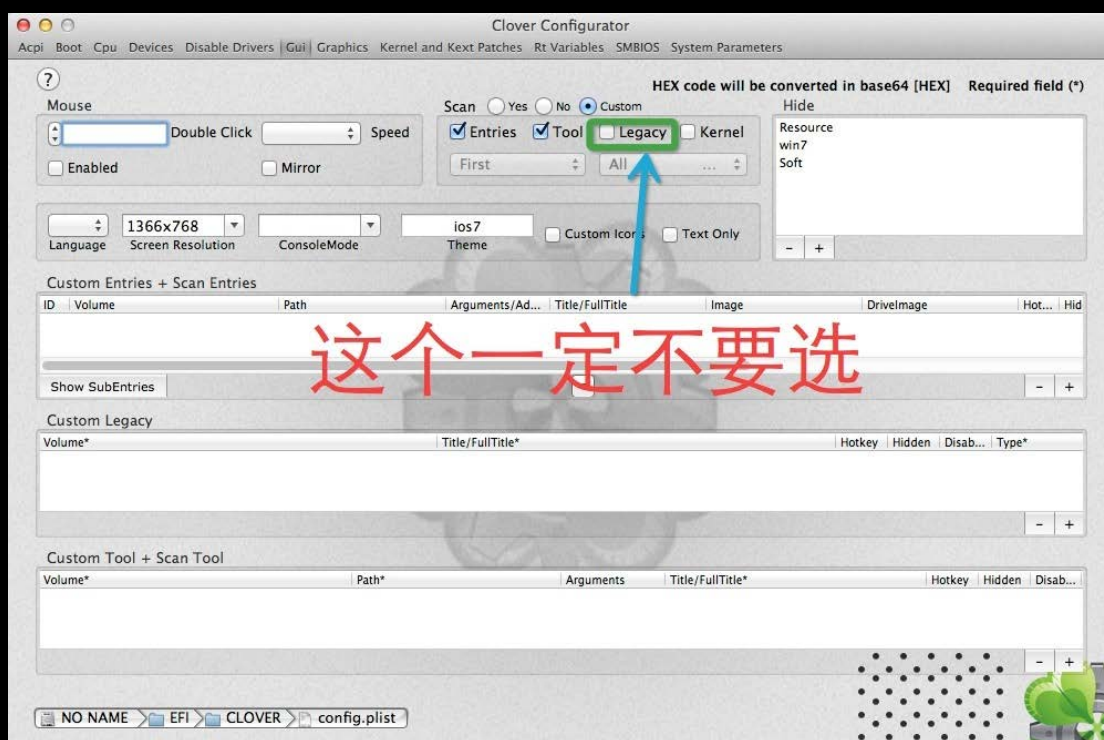 Clover Configurator
Acpi Boot Cpu Devices Disable Drivers Gui Graphics Kernel and Kext Patches Rt Variables SMBIOS System Parameters
?
HEX code will be converted in base64 [HEX] Required field (*)
Mouse
Double Click
Speed
Enabled
Mirror
Scan Yes No Custom
Entries Tool Legacy Kernel
First All ...
Hide
Resource
win7
Soft
- +
1366x768
ios7
Custom Icons Text Only
Language Screen Resolution ConsoleMode Theme
Custom Entries + Scan Entries
ID Volume Path Arguments/Ad... Title/FullTitle Image DriveImage Hot... Hid
这个一定不要选
Show SubEntries
- +
Custom Legacy
Volume* Title/FullTitle* Hotkey Hidden Disab... Type*
- +
Custom Tool + Scan Tool
Volume* Path* Arguments Title/FullTitle* Hotkey Hidden Disab...
- +
NO NAME EFI CLOVER config.plist